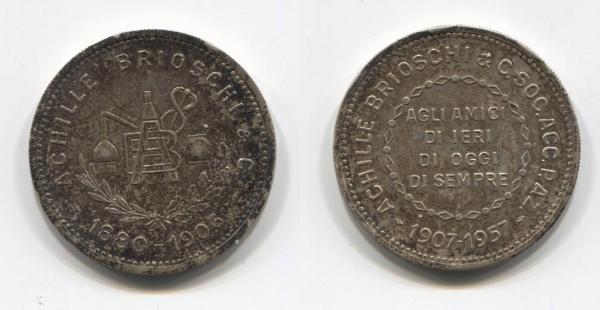 ACHILLE BRIOSCHI & C.
AB
1880-1906
ACHILLE BRIOSCHI & C. SOC. ACC. P. AZ.
AGLI AMICI
DI IERI
DI OGGI
DI SEMPRE
1907-1957